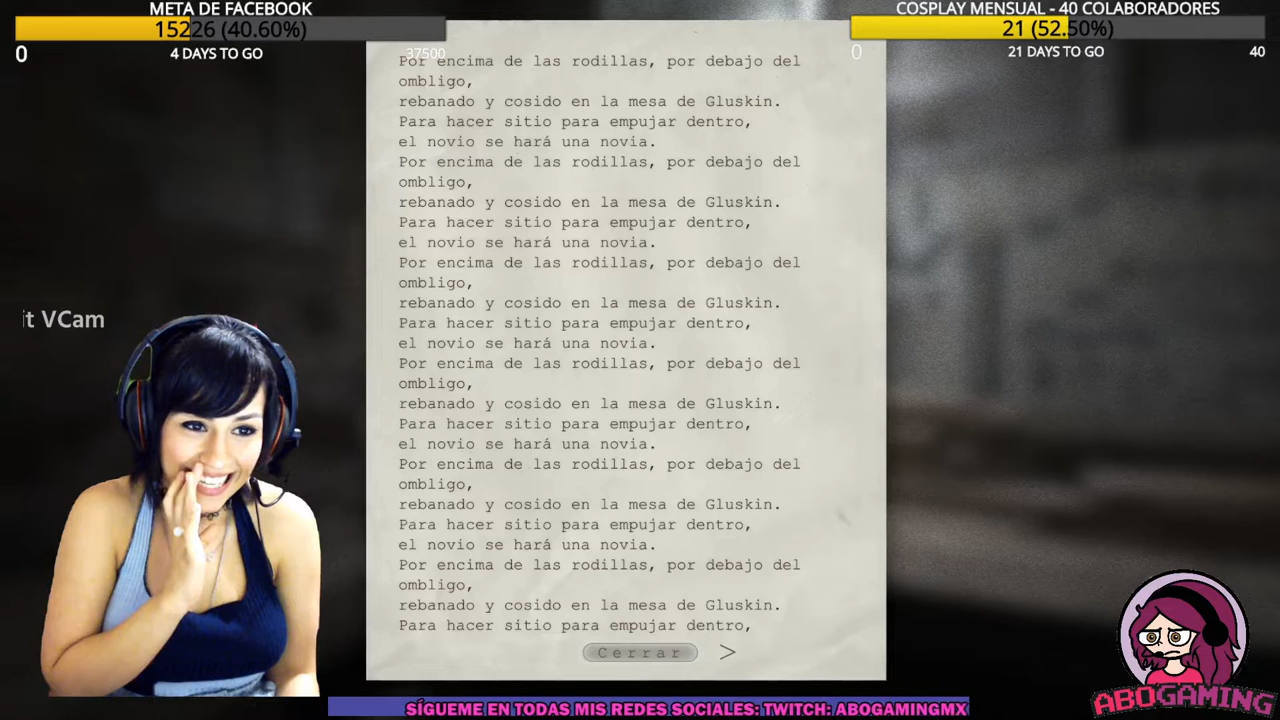 META DE FACEBOOK
15226 (40.60%)
0
4 DAYS TO GO
37500
COSPLAY MENSUAL - 40 COLABORADORES
21 (52.50%)
0
21 DAYS TO GO
40
Por encima de las rodillas, por debajo del
ombligo,
rebanado y cosido en la mesa de Gluskin.
Para hacer sitio para empujar dentro,
el novio se hará una novia.
Por encima de las rodillas, por debajo del
ombligo,
rebanado y cosido en la mesa de Gluskin.
Para hacer sitio para empujar dentro,
el novio se hará una novia.
Por encima de las rodillas, por debajo del
ombligo,
rebanado y cosido en la mesa de Gluskin.
Para hacer sitio para empujar dentro,
el novio se hará una novia.
Por encima de las rodillas, por debajo del
ombligo,
rebanado y cosido en la mesa de Gluskin.
Para hacer sitio para empujar dentro,
el novio se hará una novia.
Por encima de las rodillas, por debajo del
ombligo,
rebanado y cosido en la mesa de Gluskin.
Para hacer sitio para empujar dentro,
el novio se hará una novia.
Por encima de las rodillas, por debajo del
ombligo,
rebanado y cosido en la mesa de Gluskin.
Para hacer sitio para empujar dentro,
Cerrar >
it VCam
ABOGAMING
SÍGUEME EN TODAS MIS REDES SOCIALES: TWITCH: ABOGAMINGMX